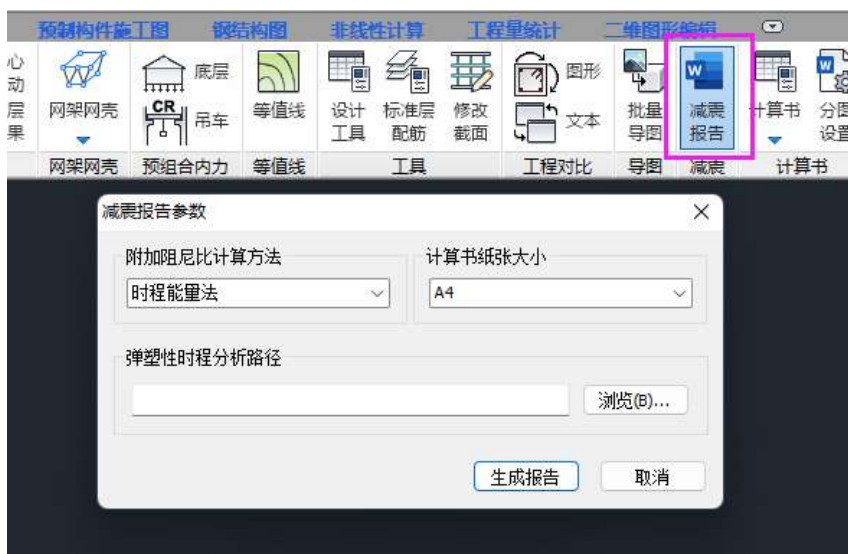 预制构件施工图 钢结构图 非线性计算 工程量统计 二维图形编辑
心
动
层
果
网架网壳
底层
CR
吊车
等值线
设计
工具
标准层
配筋
修改
截面
图形
文本
批量
导图
W
减震
报告
计算书
W
分图
设置
网架网壳 预组合内力 等值线 工具 工程对比 导图 减震 计算书
减震报告参数
附加阻尼比计算方法 计算书纸张大小
时程能量法 A4
弹塑性时程分析路径
浏览(B)...
生成报告 取消